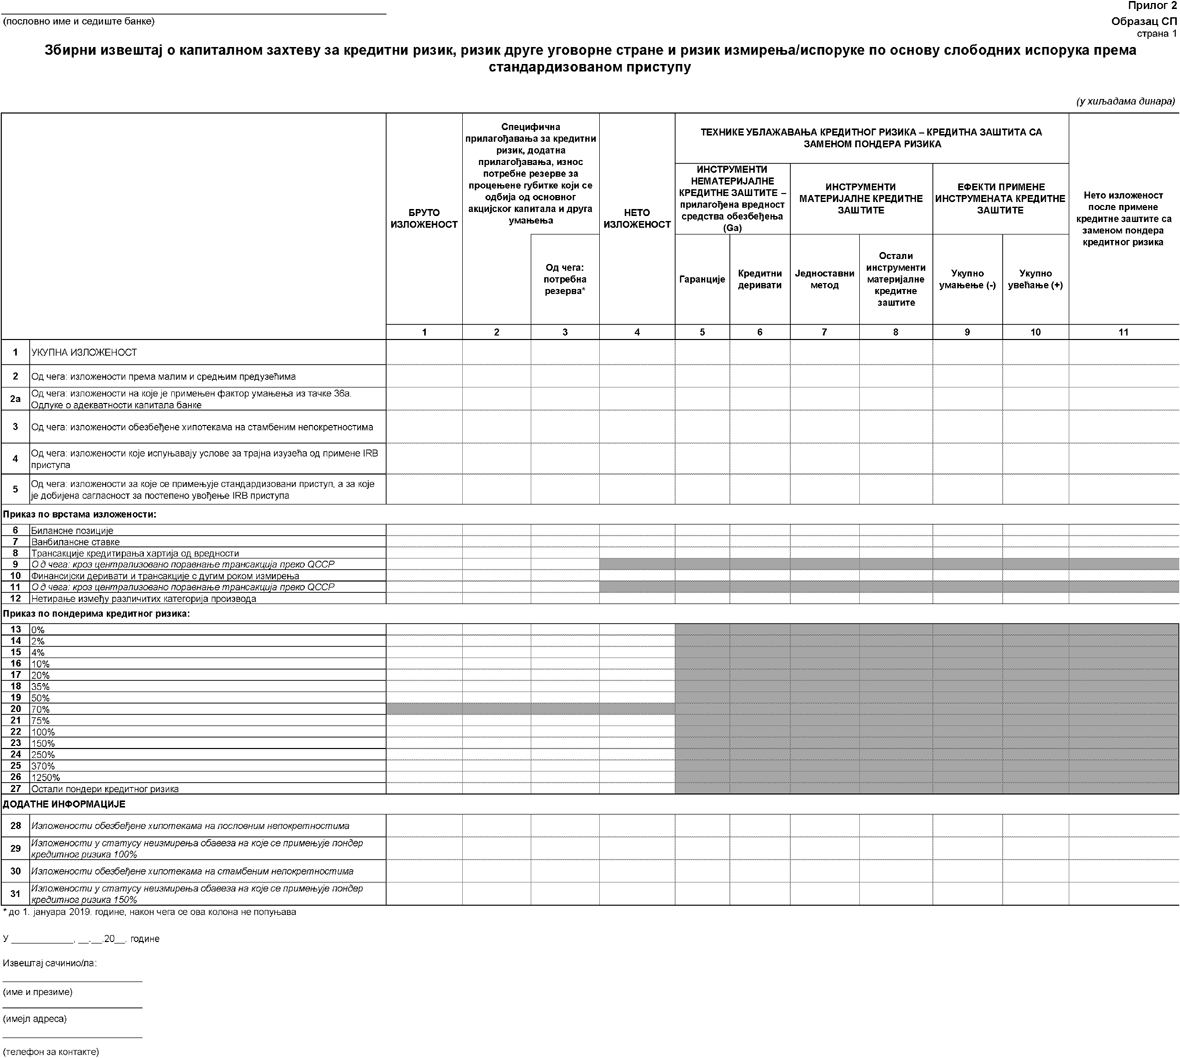 Прилог 2
(пословно име и седиште банке)
Образац СП
страна 1
Збирни извештај о капиталном захтеву за кредитни ризик, ризик друге уговорне стране и ризик измирења/испоруке по основу слободних испорука према
стандардизованом приступу
(у хиљадама динара)
БРУТО
ИЗЛОЖЕНОСТ
Специфична
прилагођавања за кредитни
ризик, додатна
прилагођавања, износ
потребне резерве за
процењене губитке који се
одбија од основног
акцијског капитала и друга
умањења
Од чега:
потребна
резерва*
НЕТО
ИЗЛОЖЕНОСТ
ТЕХНИКЕ УБЛАЖАВАЊА КРЕДИТНОГ РИЗИКА – КРЕДИТНА ЗАШТИТА СА
ЗАМЕНОМ ПОНДЕРА РИЗИКА
ИНСТРУМЕНТИ
НЕМАТЕРИЈАЛНЕ
КРЕДИТНЕ ЗАШТИТЕ –
прилагођена вредност
средства обезбеђења
(Ga)
ИНСТРУМЕНТИ
МАТЕРИЈАЛНЕ КРЕДИТНЕ
ЗАШТИТЕ
ЕФЕКТИ ПРИМЕНЕ
ИНСТРУМЕНАТА КРЕДИТНЕ
ЗАШТИТЕ
Гаранције
Кредитни
деривати
Једноставни
метод
Остали
инструменти
материјалне
кредитне
заштите
Укупно
умањење (-)
Укупно
увећање (+)
Нето изложеност
после примене
кредитне заштите са
заменом пондера
кредитног ризика
1 2 3 4 5 6 7 8 9 10 11
1 УКУПНА ИЗЛОЖЕНОСТ
2 Од чега: изложености према малим и средњим предузећима
2а Од чега: изложености на које је примењен фактор умањења из тачке 36а.
Одлуке о адекватности капитала банке
3 Од чега: изложености обезбеђене хипотекама на стамбеним непокретностима
4 Од чега: изложености које испуњавају услове за трајна изузећа од примене IRB
приступа
5 Од чега: изложености за које се примењује стандардизовани приступ, а за које
је добијена сагласност за постепено увођење IRB приступа
Приказ по врстама изложености:
6 Билансне позиције
7 Ванбилансне ставке
8 Трансакције кредитирања хартија од вредности
9 Од чега: кроз централизовано поравнање трансакција преко QCCP
10 Финансијски деривати и трансакције с дугим роком измирења
11 Од чега: кроз централизовано поравнање трансакција преко QCCP
12 Нетирање између различитих категорија производа
Приказ по пондерима кредитног ризика:
13 0%
14 2%
15 4%
16 10%
17 20%
18 35%
19 50%
20 70%
21 75%
22 100%
23 150%
24 250%
25 370%
26 1250%
27 Остали пондери кредитног ризика
ДОДАТНЕ ИНФОРМАЦИЈЕ
28 Изложености обезбеђене хипотекама на пословним непокретностима
29 Изложености у статусу неизмирења обавеза на које се примењује пондер
кредитног ризика 100%
30 Изложености обезбеђене хипотекама на стамбеним непокретностима
31 Изложености у статусу неизмирења обавеза на које се примењује пондер
кредитног ризика 150%
* до 1. јануара 2019. године, након чега се ова колона не попуњава
У ____________, __.__.20__. године
Извештај сачинио/ла:
(име и презиме)
(имејл адреса)
(телефон за контакте)